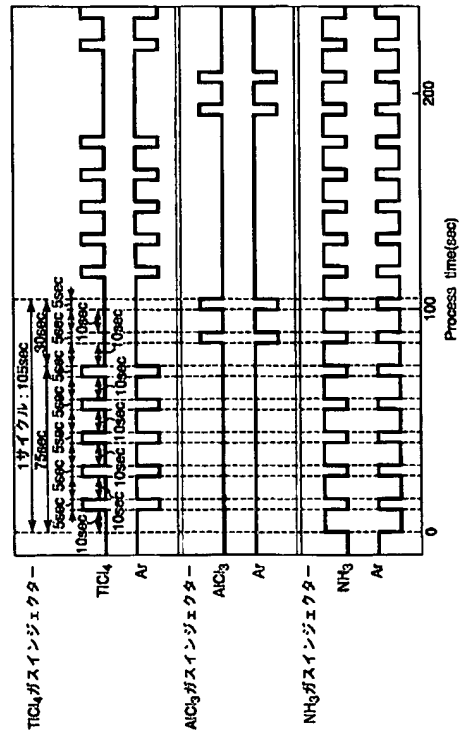 TiCl₄ガスインジェクター
1サイクル:105sec
75sec 30sec
5sec 5sec 5sec 5sec 5sec 5sec 5sec
10sec 10sec
10sec 10sec 10sec 10sec 10sec
TiCl₄
Ar
AlCl₃ガスインジェクター
AlCl₃
Ar
NH₃ガスインジェクター
NH₃
Ar
0 100 200
Process time(sec)